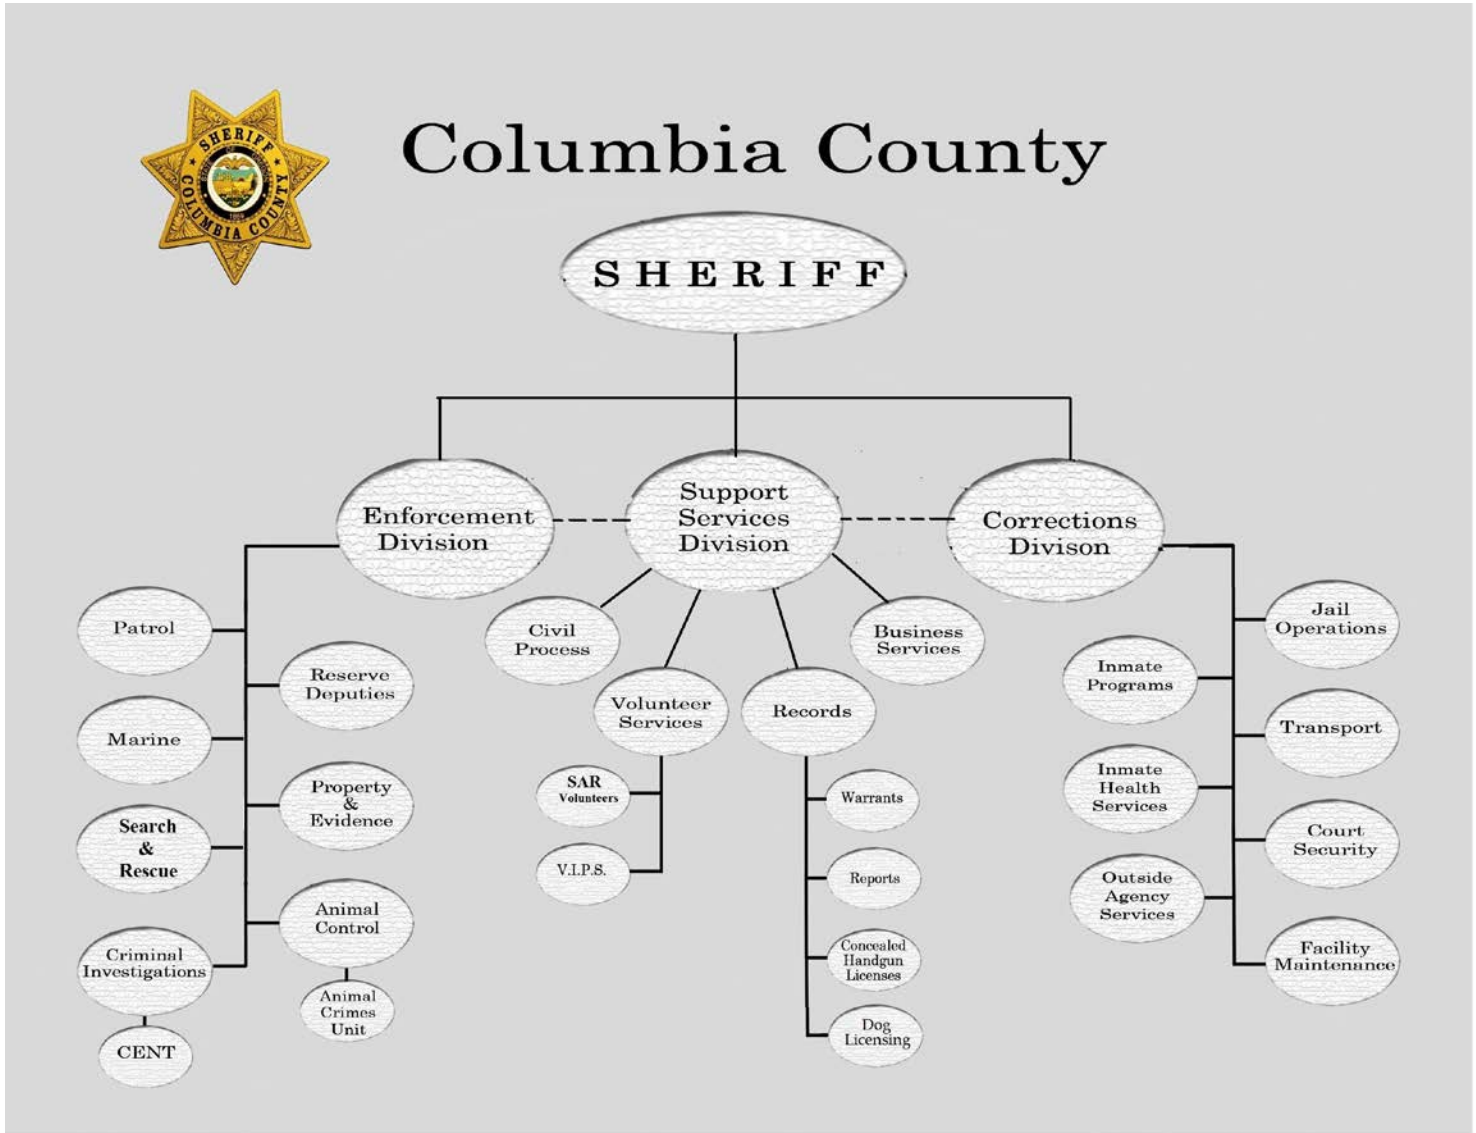 Columbia County
SHERIFF
COLUMBIA COUNTY
1859
SHERIFF
Enforcement
Division
Support
Services
Division
Corrections
Divison
Patrol
Reserve
Deputies
Marine
Property
&
Evidence
Search
&
Rescue
Animal
Control
Criminal
Investigations
Animal
Crimes
Unit
CENT
Civil
Process
Volunteer
Services
Records
Business
Services
SAR
Volunteers
V.I.P.S.
Warrants
Reports
Concealed
Handgun
Licenses
Dog
Licensing
Jail
Operations
Inmate
Programs
Transport
Inmate
Health
Services
Court
Security
Outside
Agency
Services
Facility
Maintenance